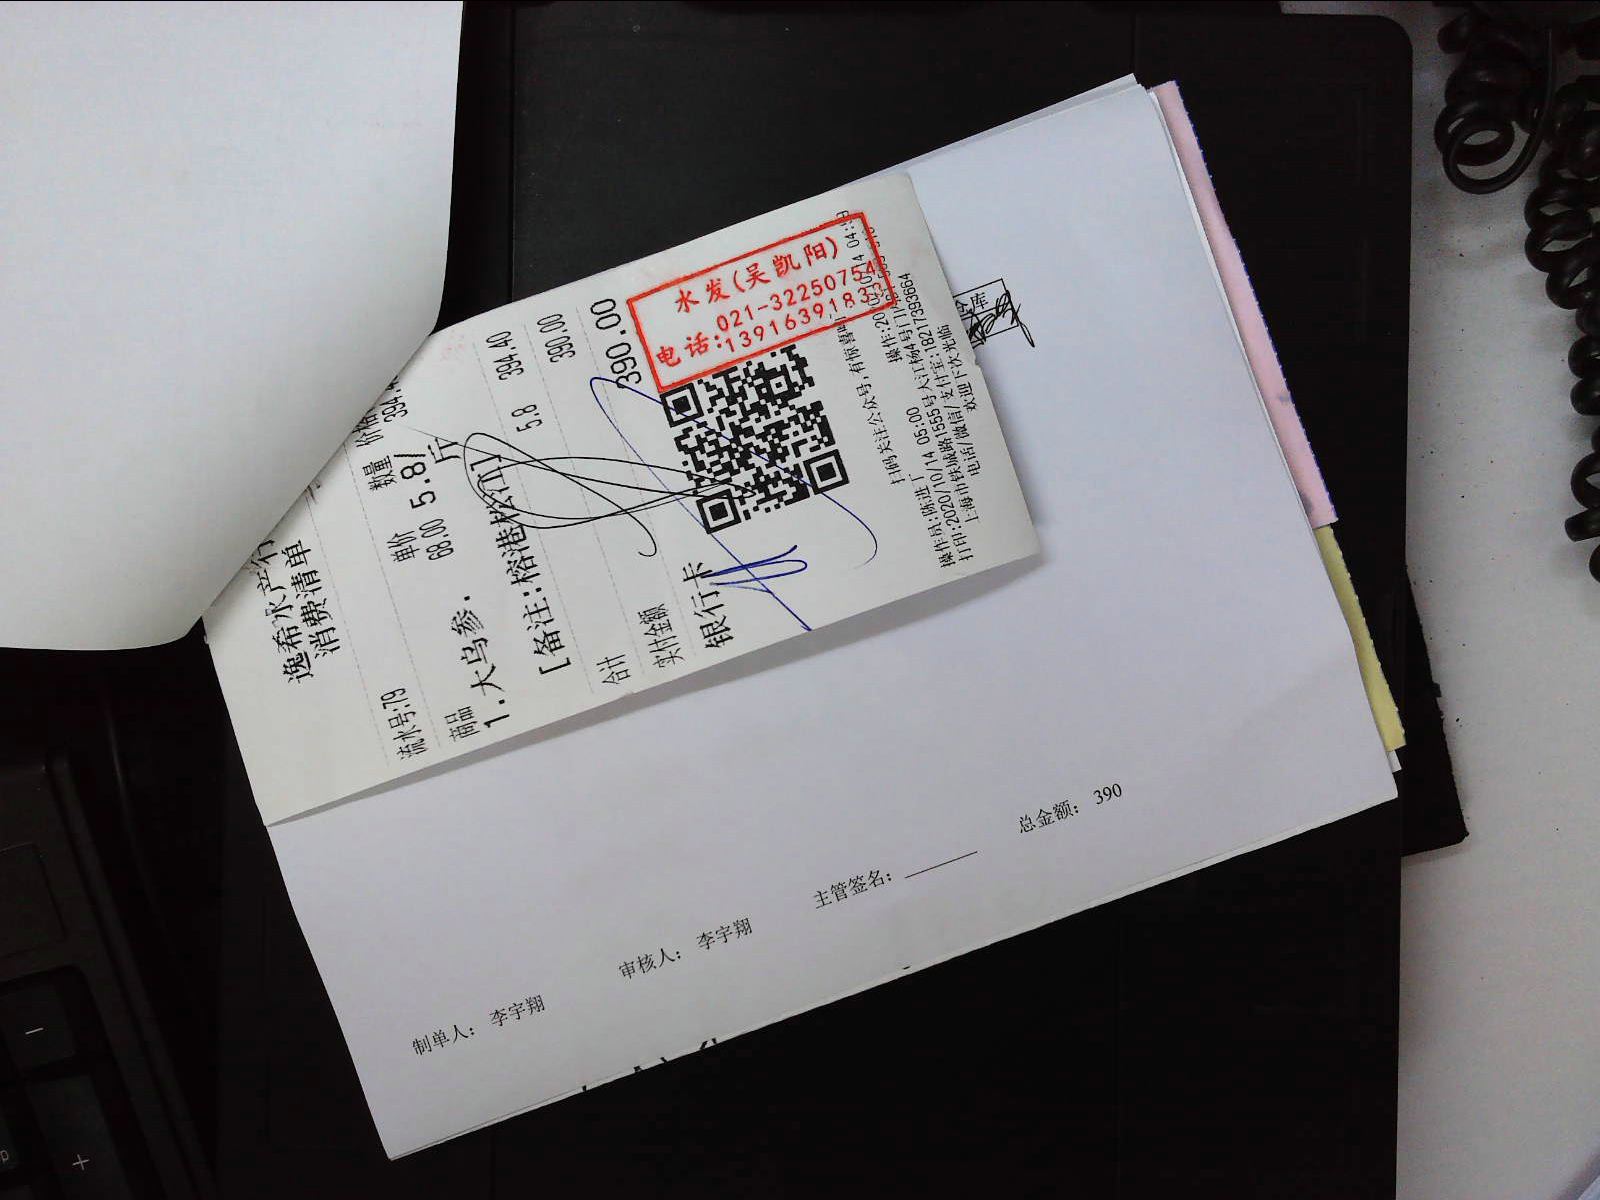 逸希水产行
消费清单
流水号:79
商品 单价 数量 价格
1.大乌参. 68.00 5.8/斤 394.4
[备注:榕港松江]
5.8 394.40
合计 390.00
实付金额
银行卡 390.00
水发(吴凯阳)
021-32250754
电话:13916391833
扫码关注公众号,有惊喜哦
操作员:陈进丁
打印:2020/10/14 05:00
上海市铁城路1555号大江杨4号门
电话/微信/支付宝:18217393664
欢迎下次光临
库
总金额: 390
主管签名:
审核人: 李宇翔
制单人: 李宇翔